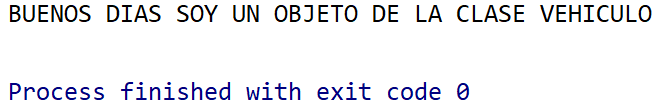 BUENOS DIAS SOY UN OBJETO DE LA CLASE VEHICULO
Process finished with exit code 0